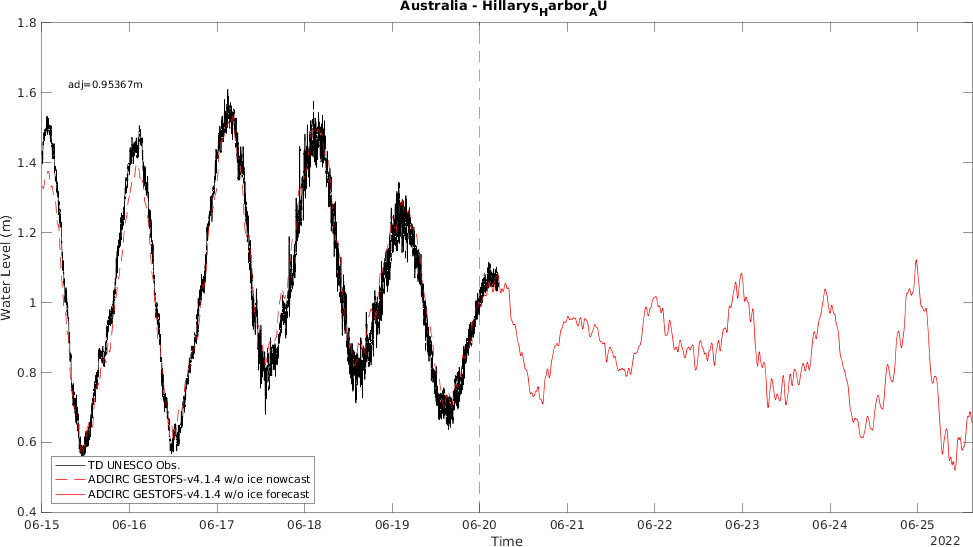 Australia - HillarysHarborAU
1.8
1.6
adj=0.95367m
1.4
1.2
1
0.8
0.6
0.4
Water Level (m)
TD UNESCO Obs.
ADCIRC GESTOFS-v4.1.4 w/o ice nowcast
ADCIRC GESTOFS-v4.1.4 w/o ice forecast
06-15 06-16 06-17 06-18 06-19 06-20 06-21 06-22 06-23 06-24 06-25
Time
2022